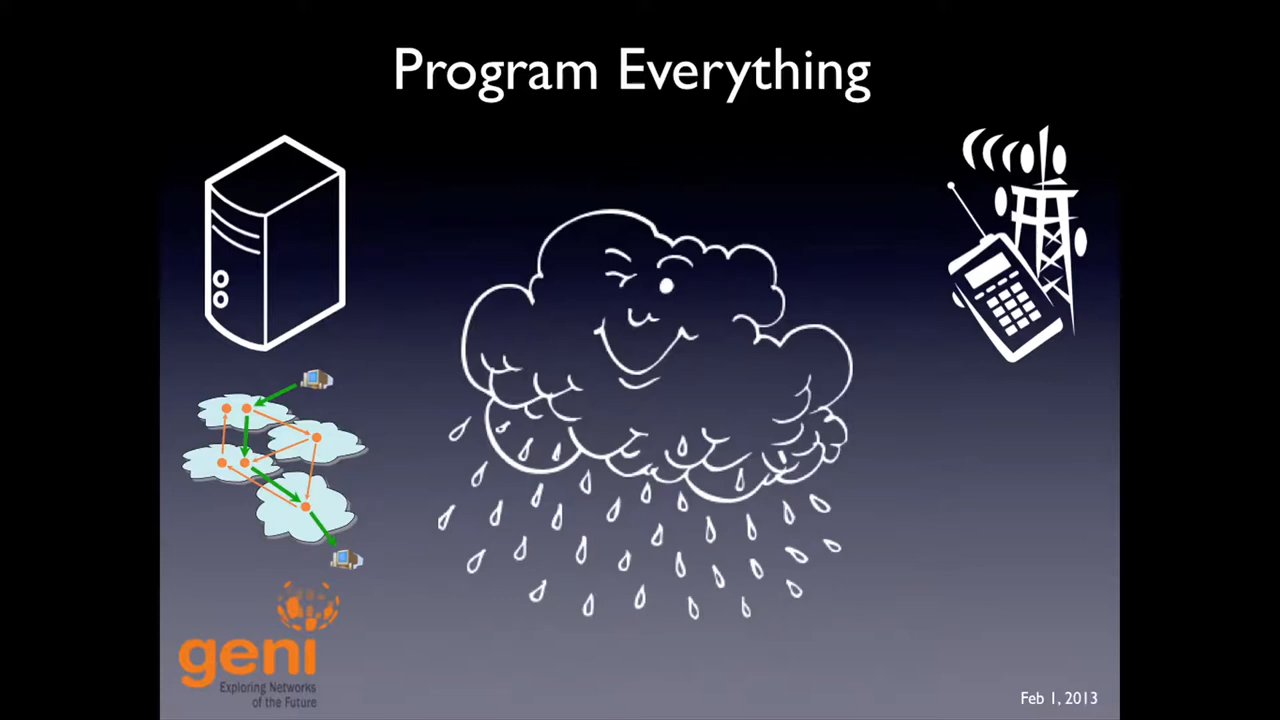 Program Everything
geni
Exploring Networks
of the Future
Feb 1, 2013